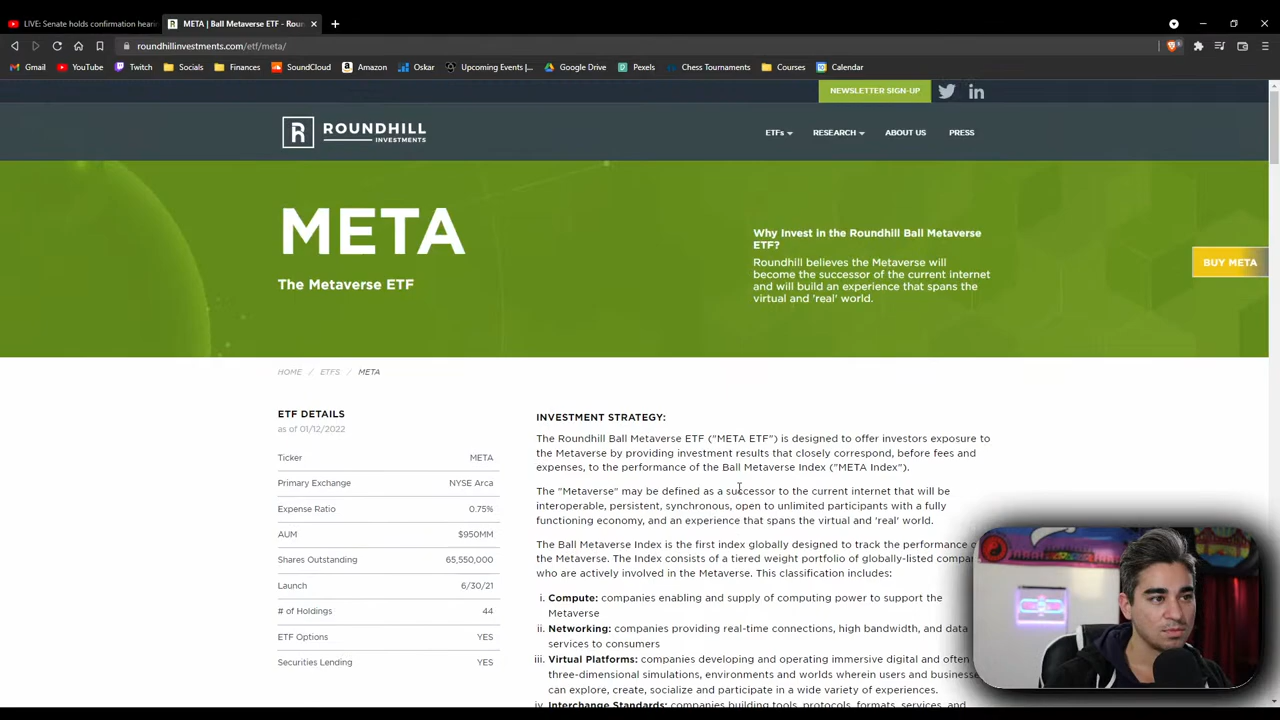 LIVE: Senate holds confirmation hearin
META | Ball Metaverse ETF - Roun
roundhillinvestments.com/etf/meta/
Gmail
YouTube
Twitch
Socials
Finances
SoundCloud
Amazon
Oskar
Upcoming Events |...
Google Drive
Pexels
Chess Tournaments
Courses
Calendar
NEWSLETTER SIGN-UP
ROUNDHILL
INVESTMENTS
ETFs
RESEARCH
ABOUT US
PRESS
META
The Metaverse ETF
Why Invest in the Roundhill Ball Metaverse
ETF?
Roundhill believes the Metaverse will
become the successor of the current internet
and will build an experience that spans the
virtual and 'real' world.
BUY META
HOME / ETFS / META
ETF DETAILS
as of 01/12/2022
Ticker META
Primary Exchange NYSE Arca
Expense Ratio 0.75%
AUM $950MM
Shares Outstanding 65,550,000
Launch 6/30/21
# of Holdings 44
ETF Options YES
Securities Lending YES
INVESTMENT STRATEGY:
The Roundhill Ball Metaverse ETF ("META ETF") is designed to offer investors exposure to
the Metaverse by providing investment results that closely correspond, before fees and
expenses, to the performance of the Ball Metaverse Index ("META Index").
The "Metaverse" may be defined as a successor to the current internet that will be
interoperable, persistent, synchronous, open to unlimited participants with a fully
functioning economy, and an experience that spans the virtual and 'real' world.
The Ball Metaverse Index is the first index globally designed to track the performance
the Metaverse. The Index consists of a tiered weight portfolio of globally-listed compan
who are actively involved in the Metaverse. This classification includes:
i. Compute: companies enabling and supply of computing power to support the
Metaverse
ii. Networking: companies providing real-time connections, high bandwidth, and data
services to consumers
iii. Virtual Platforms: companies developing and operating immersive digital and often
three-dimensional simulations, environments and worlds wherein users and businesse
can explore, create, socialize and participate in a wide variety of experiences.
iv. Interchange Standards: companies building tools, protocols, formats, services, and